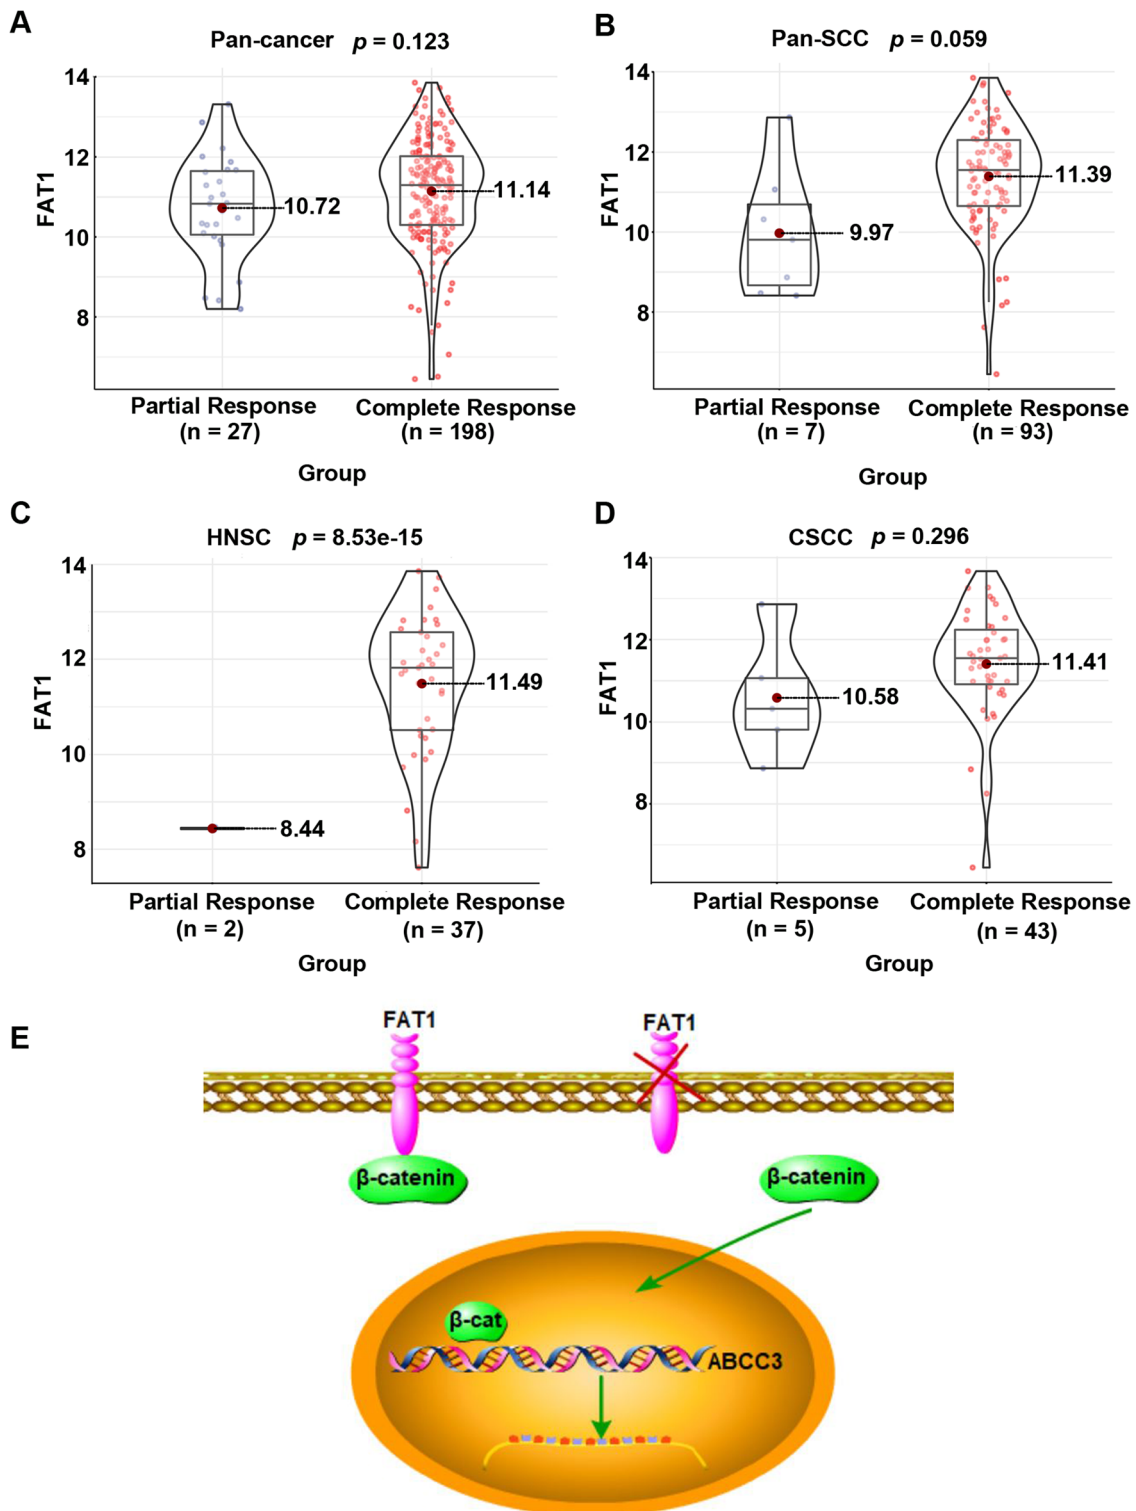 A
Pan-cancer p = 0.123
FAT1
14
12
10
8
10.72
11.14
Partial Response
(n = 27)
Complete Response
(n = 198)
Group
B
Pan-SCC p = 0.059
FAT1
14
12
10
8
9.97
11.39
Partial Response
(n = 7)
Complete Response
(n = 93)
Group
C
HNSC p = 8.53e-15
FAT1
14
12
10
8
8.44
11.49
Partial Response
(n = 2)
Complete Response
(n = 37)
Group
D
CSCC p = 0.296
FAT1
14
12
10
8
10.58
11.41
Partial Response
(n = 5)
Complete Response
(n = 43)
Group
E
FAT1
FAT1
β-catenin
β-catenin
β-cat
ABCC3